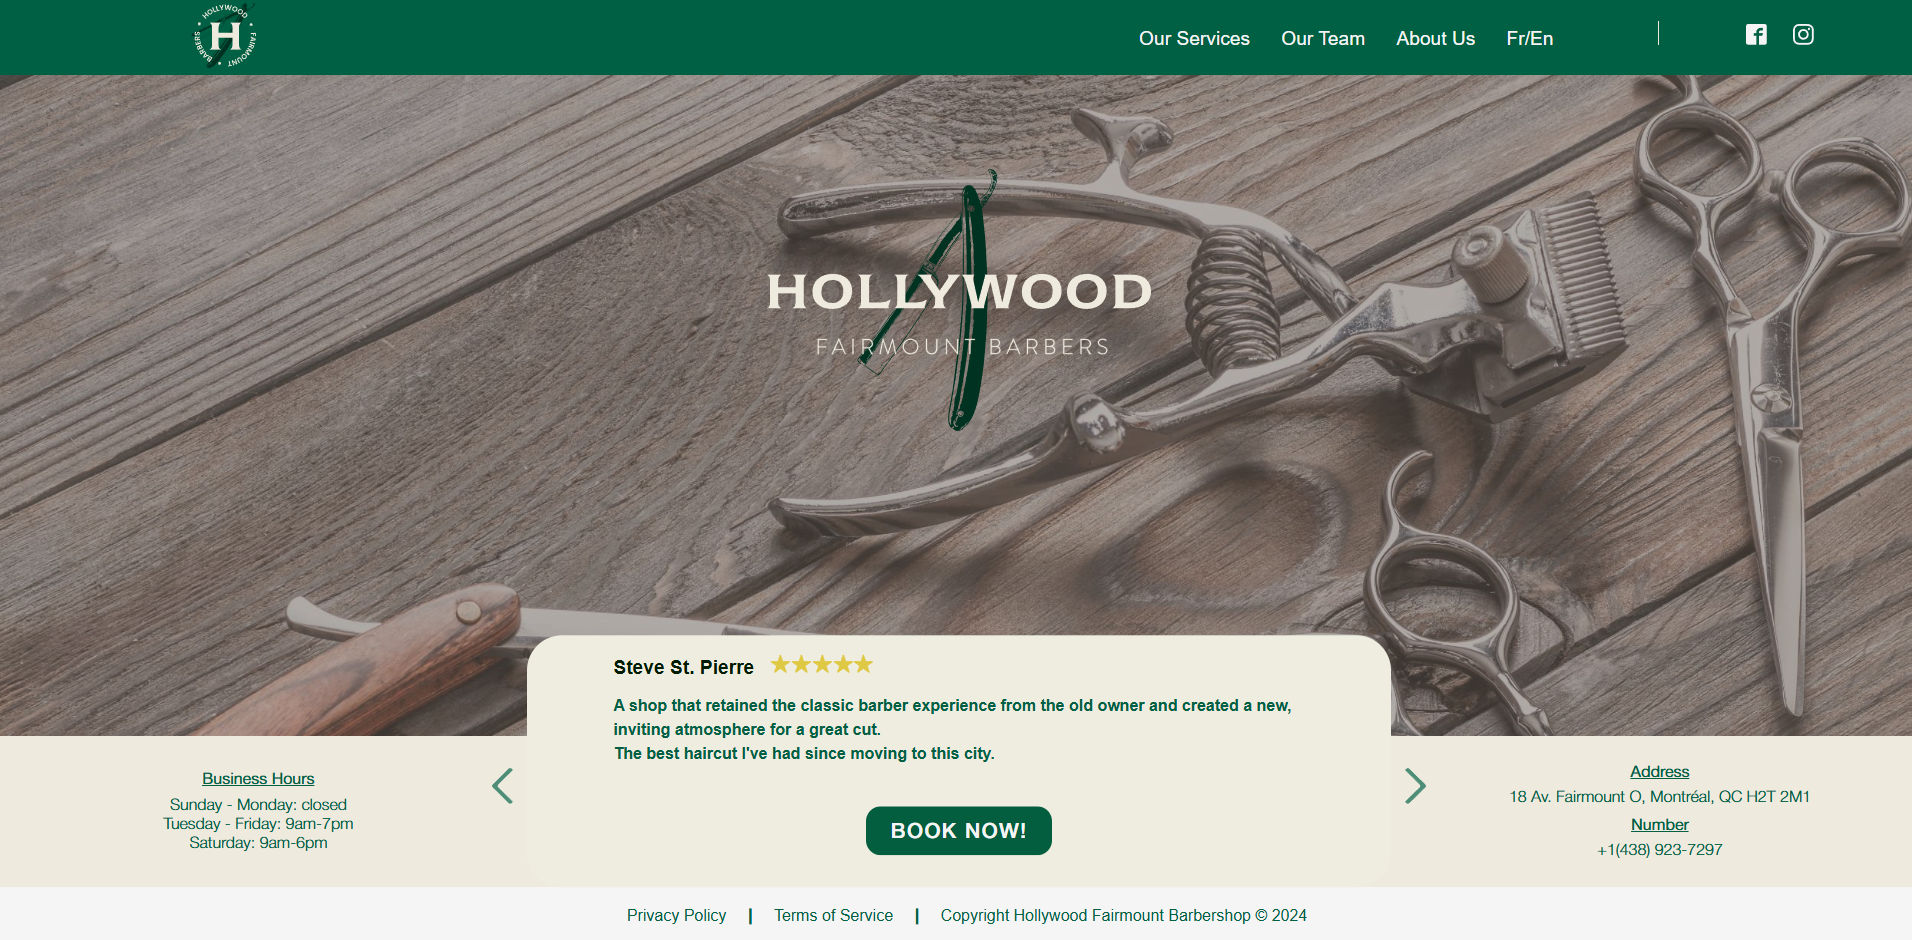 HOLLYWOOD
FAIRMOUNT
BARBERS
H
Our Services
Our Team
About Us
Fr/En
HOLLYWOOD
FAIRMOUNT BARBERS
Steve St. Pierre ★★★★★
A shop that retained the classic barber experience from the old owner and created a new,
inviting atmosphere for a great cut.
The best haircut I've had since moving to this city.
BOOK NOW!
Business Hours
Sunday - Monday: closed
Tuesday - Friday: 9am-7pm
Saturday: 9am-6pm
Address
18 Av. Fairmount O, Montréal, QC H2T 2M1
Number
+1(438) 923-7297
Privacy Policy | Terms of Service | Copyright Hollywood Fairmount Barbershop © 2024